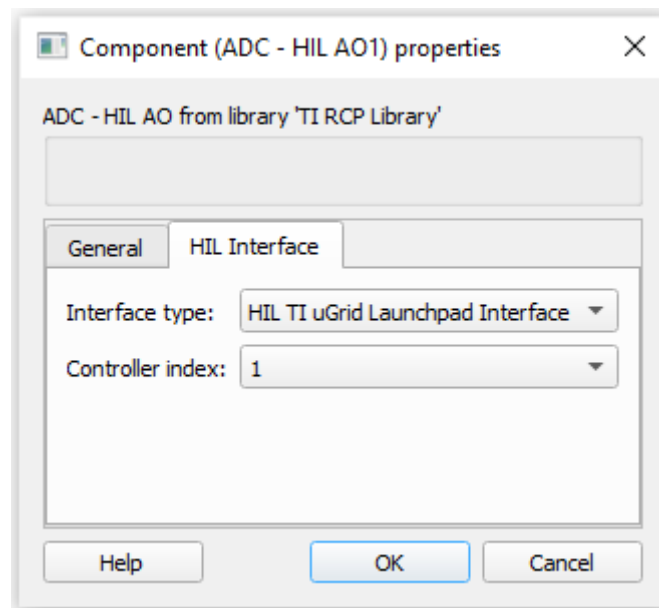 Component (ADC - HIL AO1) properties
ADC - HIL AO from library 'TI RCP Library'
General HIL Interface
Interface type: HIL TI uGrid Launchpad Interface
Controller index: 1
Help OK Cancel